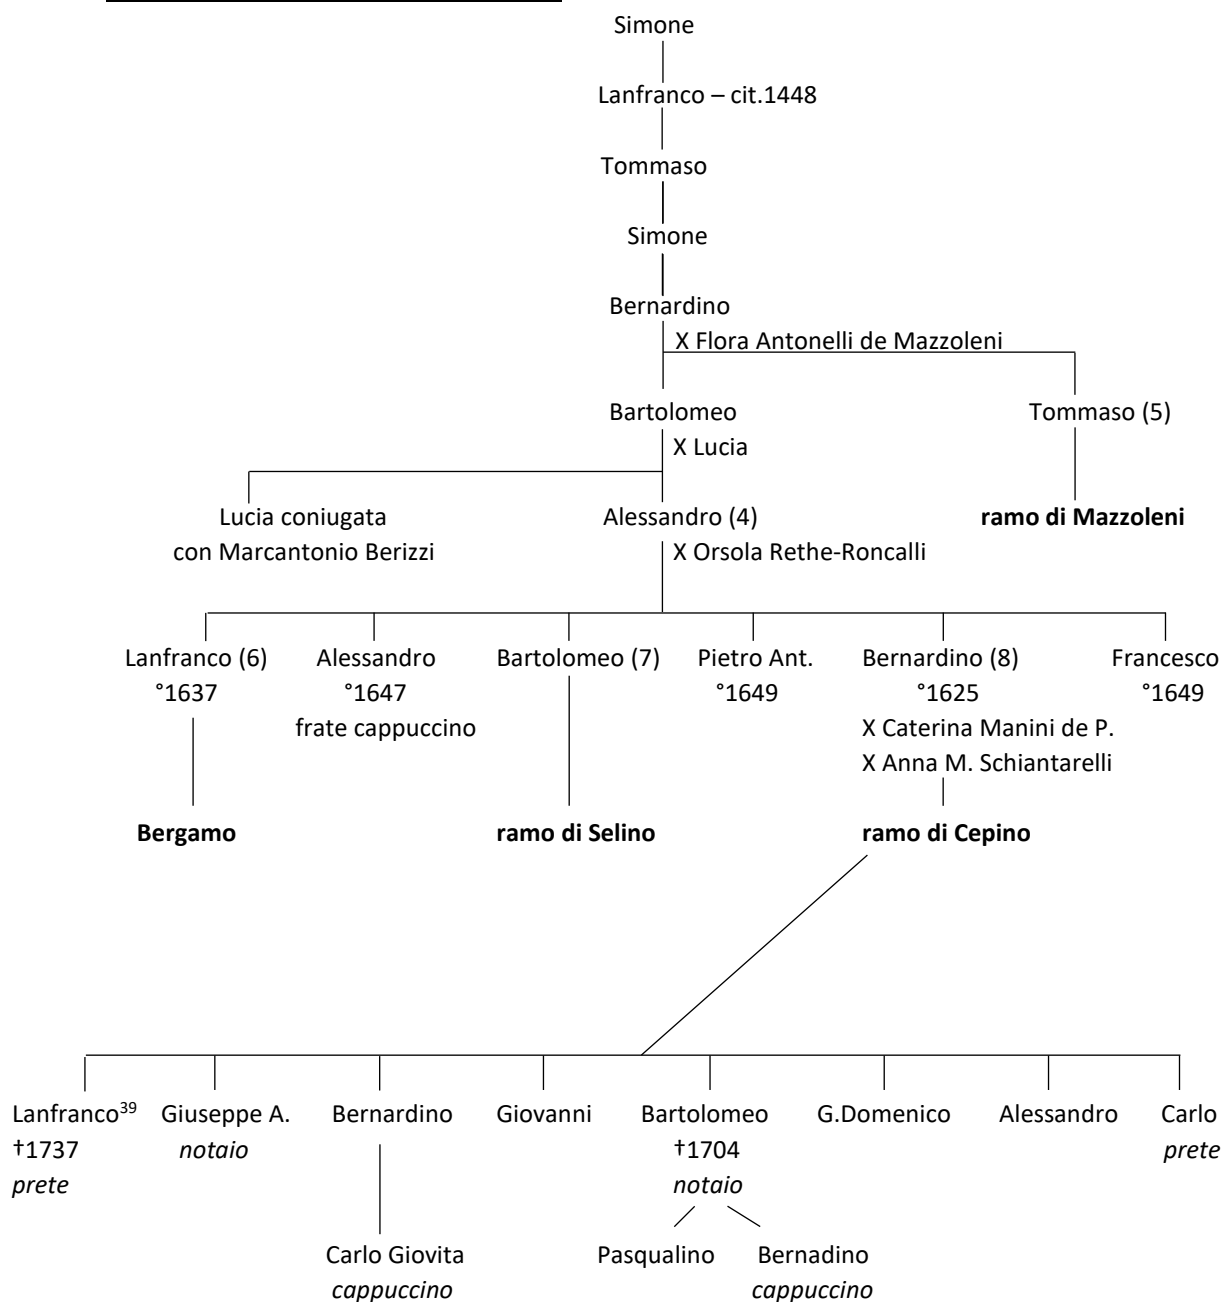 Simone
Lanfranco – cit.1448
Tommaso
Simone
Bernardino
X Flora Antonelli de Mazzoleni
Bartolomeo Tommaso (5)
X Lucia
Lucia coniugata Alessandro (4) ramo di Mazzoleni
con Marcantonio Berizzi X Orsola Rethe-Roncalli
Lanfranco (6) Alessandro Bartolomeo (7) Pietro Ant. Bernardino (8) Francesco
°1637 °1647 °1649 °1625 °1649
frate cappuccino X Caterina Manini de P.
X Anna M. Schiantarelli
Bergamo ramo di Selino ramo di Cepino
Lanfranco39 Giuseppe A. Bernardino Giovanni Bartolomeo G.Domenico Alessandro Carlo
†1737 notaio †1704 prete
prete notaio
Carlo Giovita Pasqualino Bernadino
cappuccino cappuccino